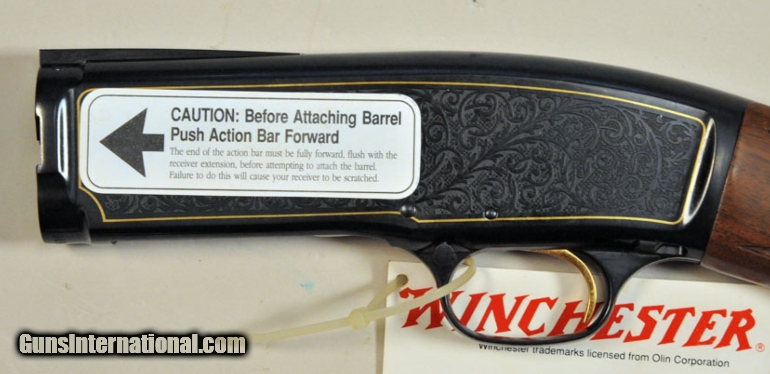 CAUTION: Before Attaching Barrel
Push Action Bar Forward
The end of the action bar must be fully forward, flush with the
receiver extension, before attempting to attach the barrel.
Failure to do this will cause your receiver to be scratched.
WINCHESTER®
Winchester trademarks licensed from Olin Corporation
GunsInternational.com